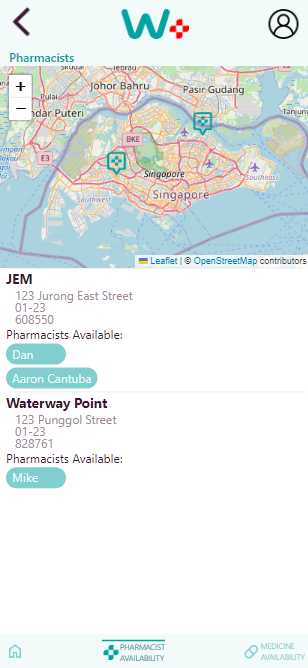 W+
Pharmacists
+
−
Johor Bahru
Pasir Gudang
Tanjung
ndar Puteri
BKE
E3
Singapore
Singapore
Southwest
Southeast
Leaflet | © OpenStreetMap contributors
JEM
123 Jurong East Street
01-23
608550
Pharmacists Available:
Dan
Aaron Cantuba
Waterway Point
123 Punggol Street
01-23
828761
Pharmacists Available:
Mike
PHARMACIST
AVAILABILITY
MEDICINE
AVAILABILITY